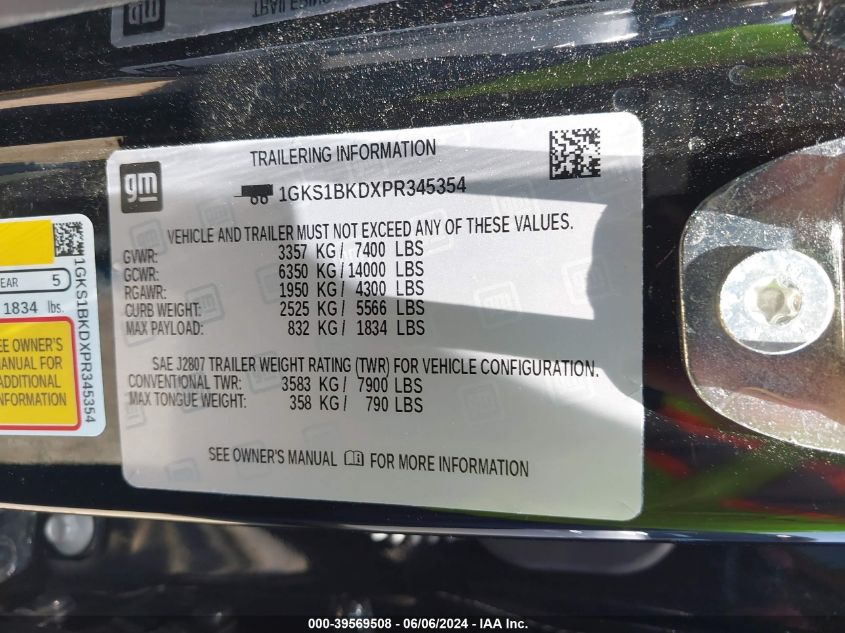 gm
TRAILERING INFORMATION
1GKS1BKDXPR345354
VEHICLE AND TRAILER MUST NOT EXCEED ANY OF THESE VALUES.
GVWR: 3357 KG / 7400 LBS
GCWR: 6350 KG / 14000 LBS
RGAWR: 1950 KG / 4300 LBS
CURB WEIGHT: 2525 KG / 5566 LBS
MAX PAYLOAD: 832 KG / 1834 LBS
SAE J2807 TRAILER WEIGHT RATING (TWR) FOR VEHICLE CONFIGURATION.
CONVENTIONAL TWR: 3583 KG / 7900 LBS
MAX TONGUE WEIGHT: 358 KG / 790 LBS
SEE OWNER'S MANUAL FOR MORE INFORMATION
EAR 5
1834 lbs.
EE OWNER'S
MANUAL FOR
ADDITIONAL
INFORMATION
1GKS1BKDXPR345354
gm
000-39569508 - 06/06/2024 - IAA Inc.